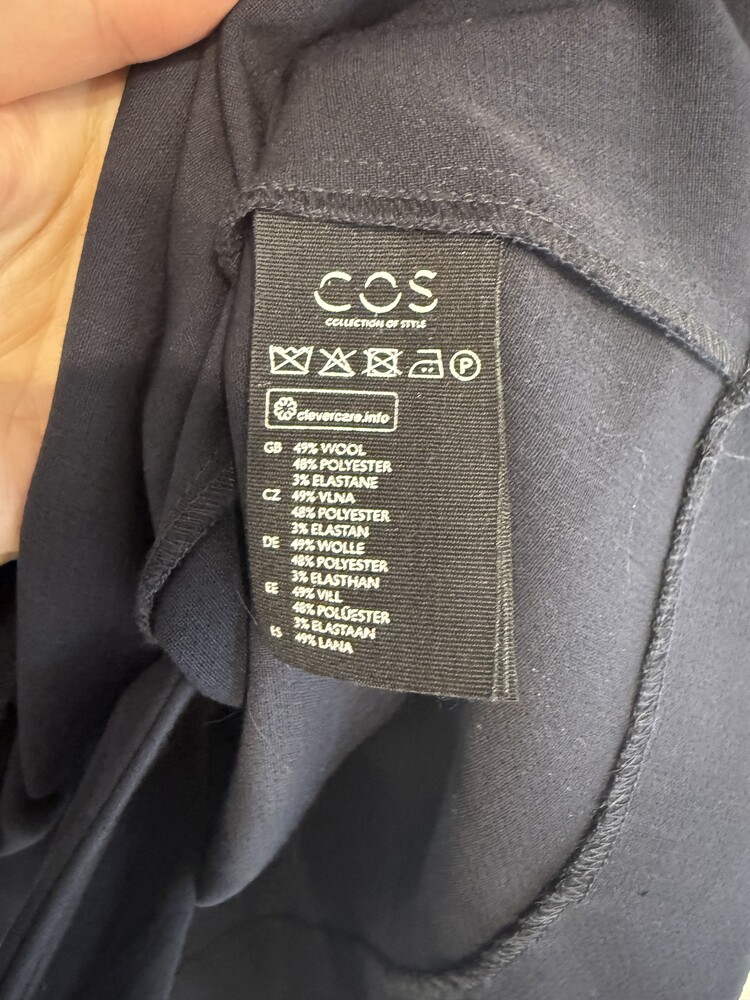 COS
COLLECTION OF STYLE
P
clevercare.info
GB 49% WOOL
48% POLYESTER
3% ELASTANE
CZ 49% VLNA
48% POLYESTER
3% ELASTAN
DE 49% WOLLE
48% POLYESTER
3% ELASTHAN
EE 49% VILL
48% POLÜESTER
3% ELASTAAN
ES 49% LANA